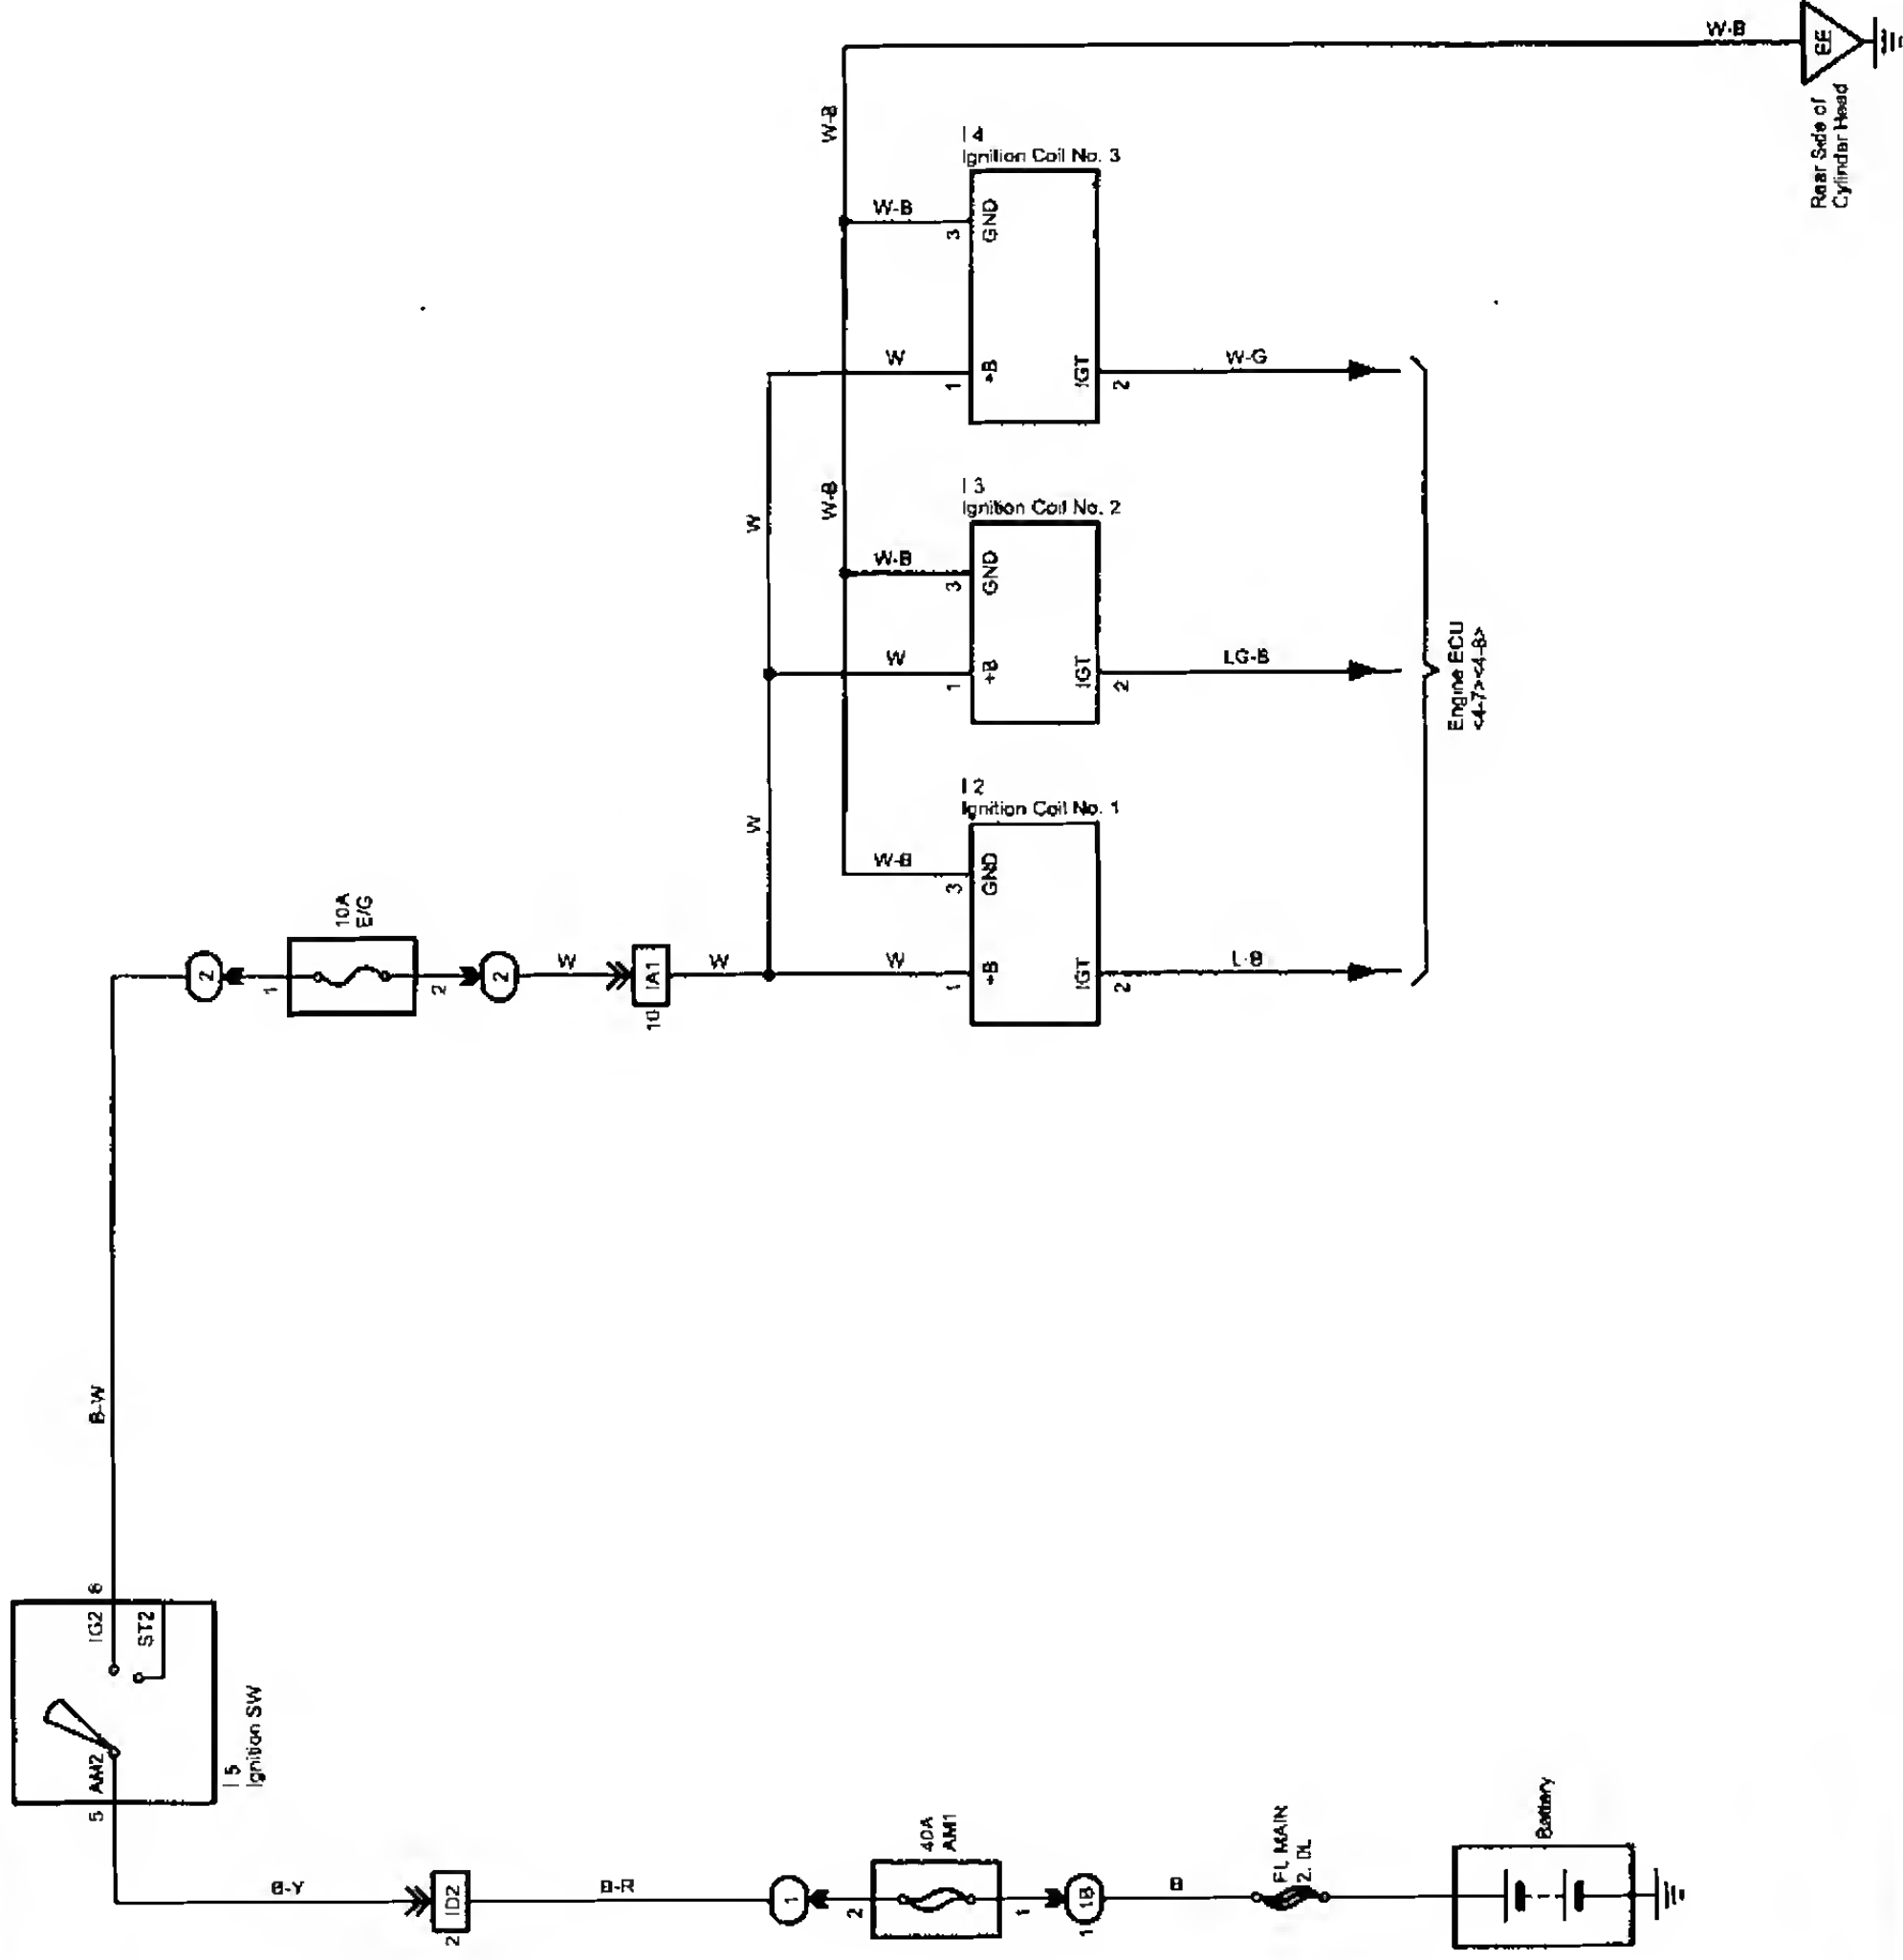 W-B
EE
Rear Side of
Cylinder Head
W-B
I 4
Ignition Coil No. 3
W-B
3
GND
W
1
+B
IGT
2
W-G
W
W-B
I 3
Ignition Coil No. 2
W-B
3
GND
W
1
+B
IGT
2
LG-B
Engine ECU
<4-7><4-8>
W
I 2
Ignition Coil No. 1
W-B
3
GND
W
1
+B
IGT
2
L-B
2
1
10A
E/G
2
2
W
IA1
10
W
B-W
6
IG2
ST2
AM2
5
I 5
Ignition SW
B-Y
ID2
2
B-R
1
2
40A
AM1
1
1B
1
B
FL MAIN
2. 0L
Battery